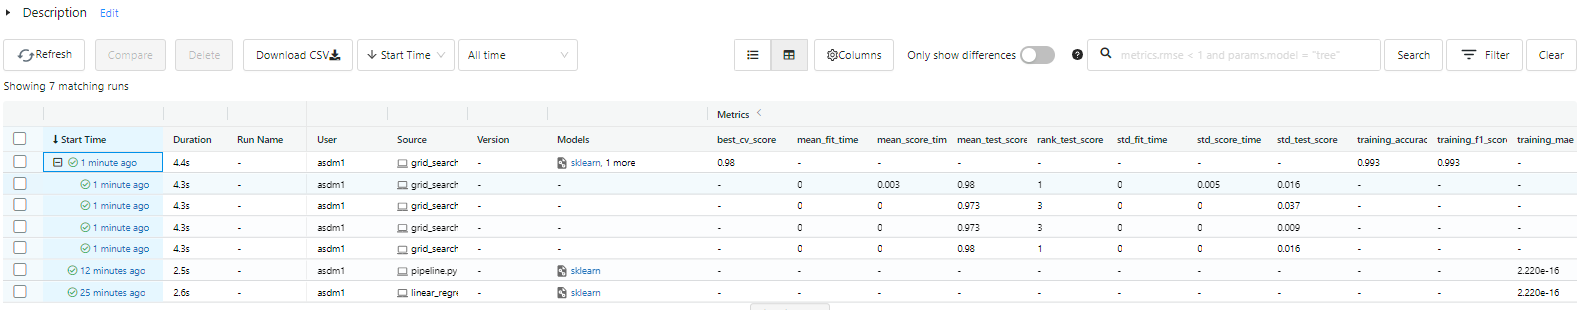 Description Edit
Refresh Compare Delete Download CSV Start Time All time Columns Only show differences metrics.rmse < 1 and params.model = "tree" Search Filter Clear
Showing 7 matching runs
Metrics
Start Time Duration Run Name User Source Version Models best_cv_score mean_fit_time mean_score_tim mean_test_score rank_test_score std_fit_time std_score_time std_test_score training_accurac training_f1_score training_mae
1 minute ago 4.4s - asdm1 grid_search - sklearn, 1 more 0.98 - - - - - - - 0.993 0.993 -
1 minute ago 4.3s - asdm1 grid_search - - - 0 0.003 0.98 1 0 0.005 0.016 - - -
1 minute ago 4.3s - asdm1 grid_search - - - 0 0 0.973 3 0 0 0.037 - - -
1 minute ago 4.3s - asdm1 grid_search - - - 0 0 0.973 3 0 0 0.009 - - -
1 minute ago 4.3s - asdm1 grid_search - - - 0 0 0.98 1 0 0 0.016 - - -
12 minutes ago 2.5s - asdm1 pipeline.py - sklearn - - - - - - - - - - 2.220e-16
25 minutes ago 2.6s - asdm1 linear_regre - sklearn - - - - - - - - - - 2.220e-16